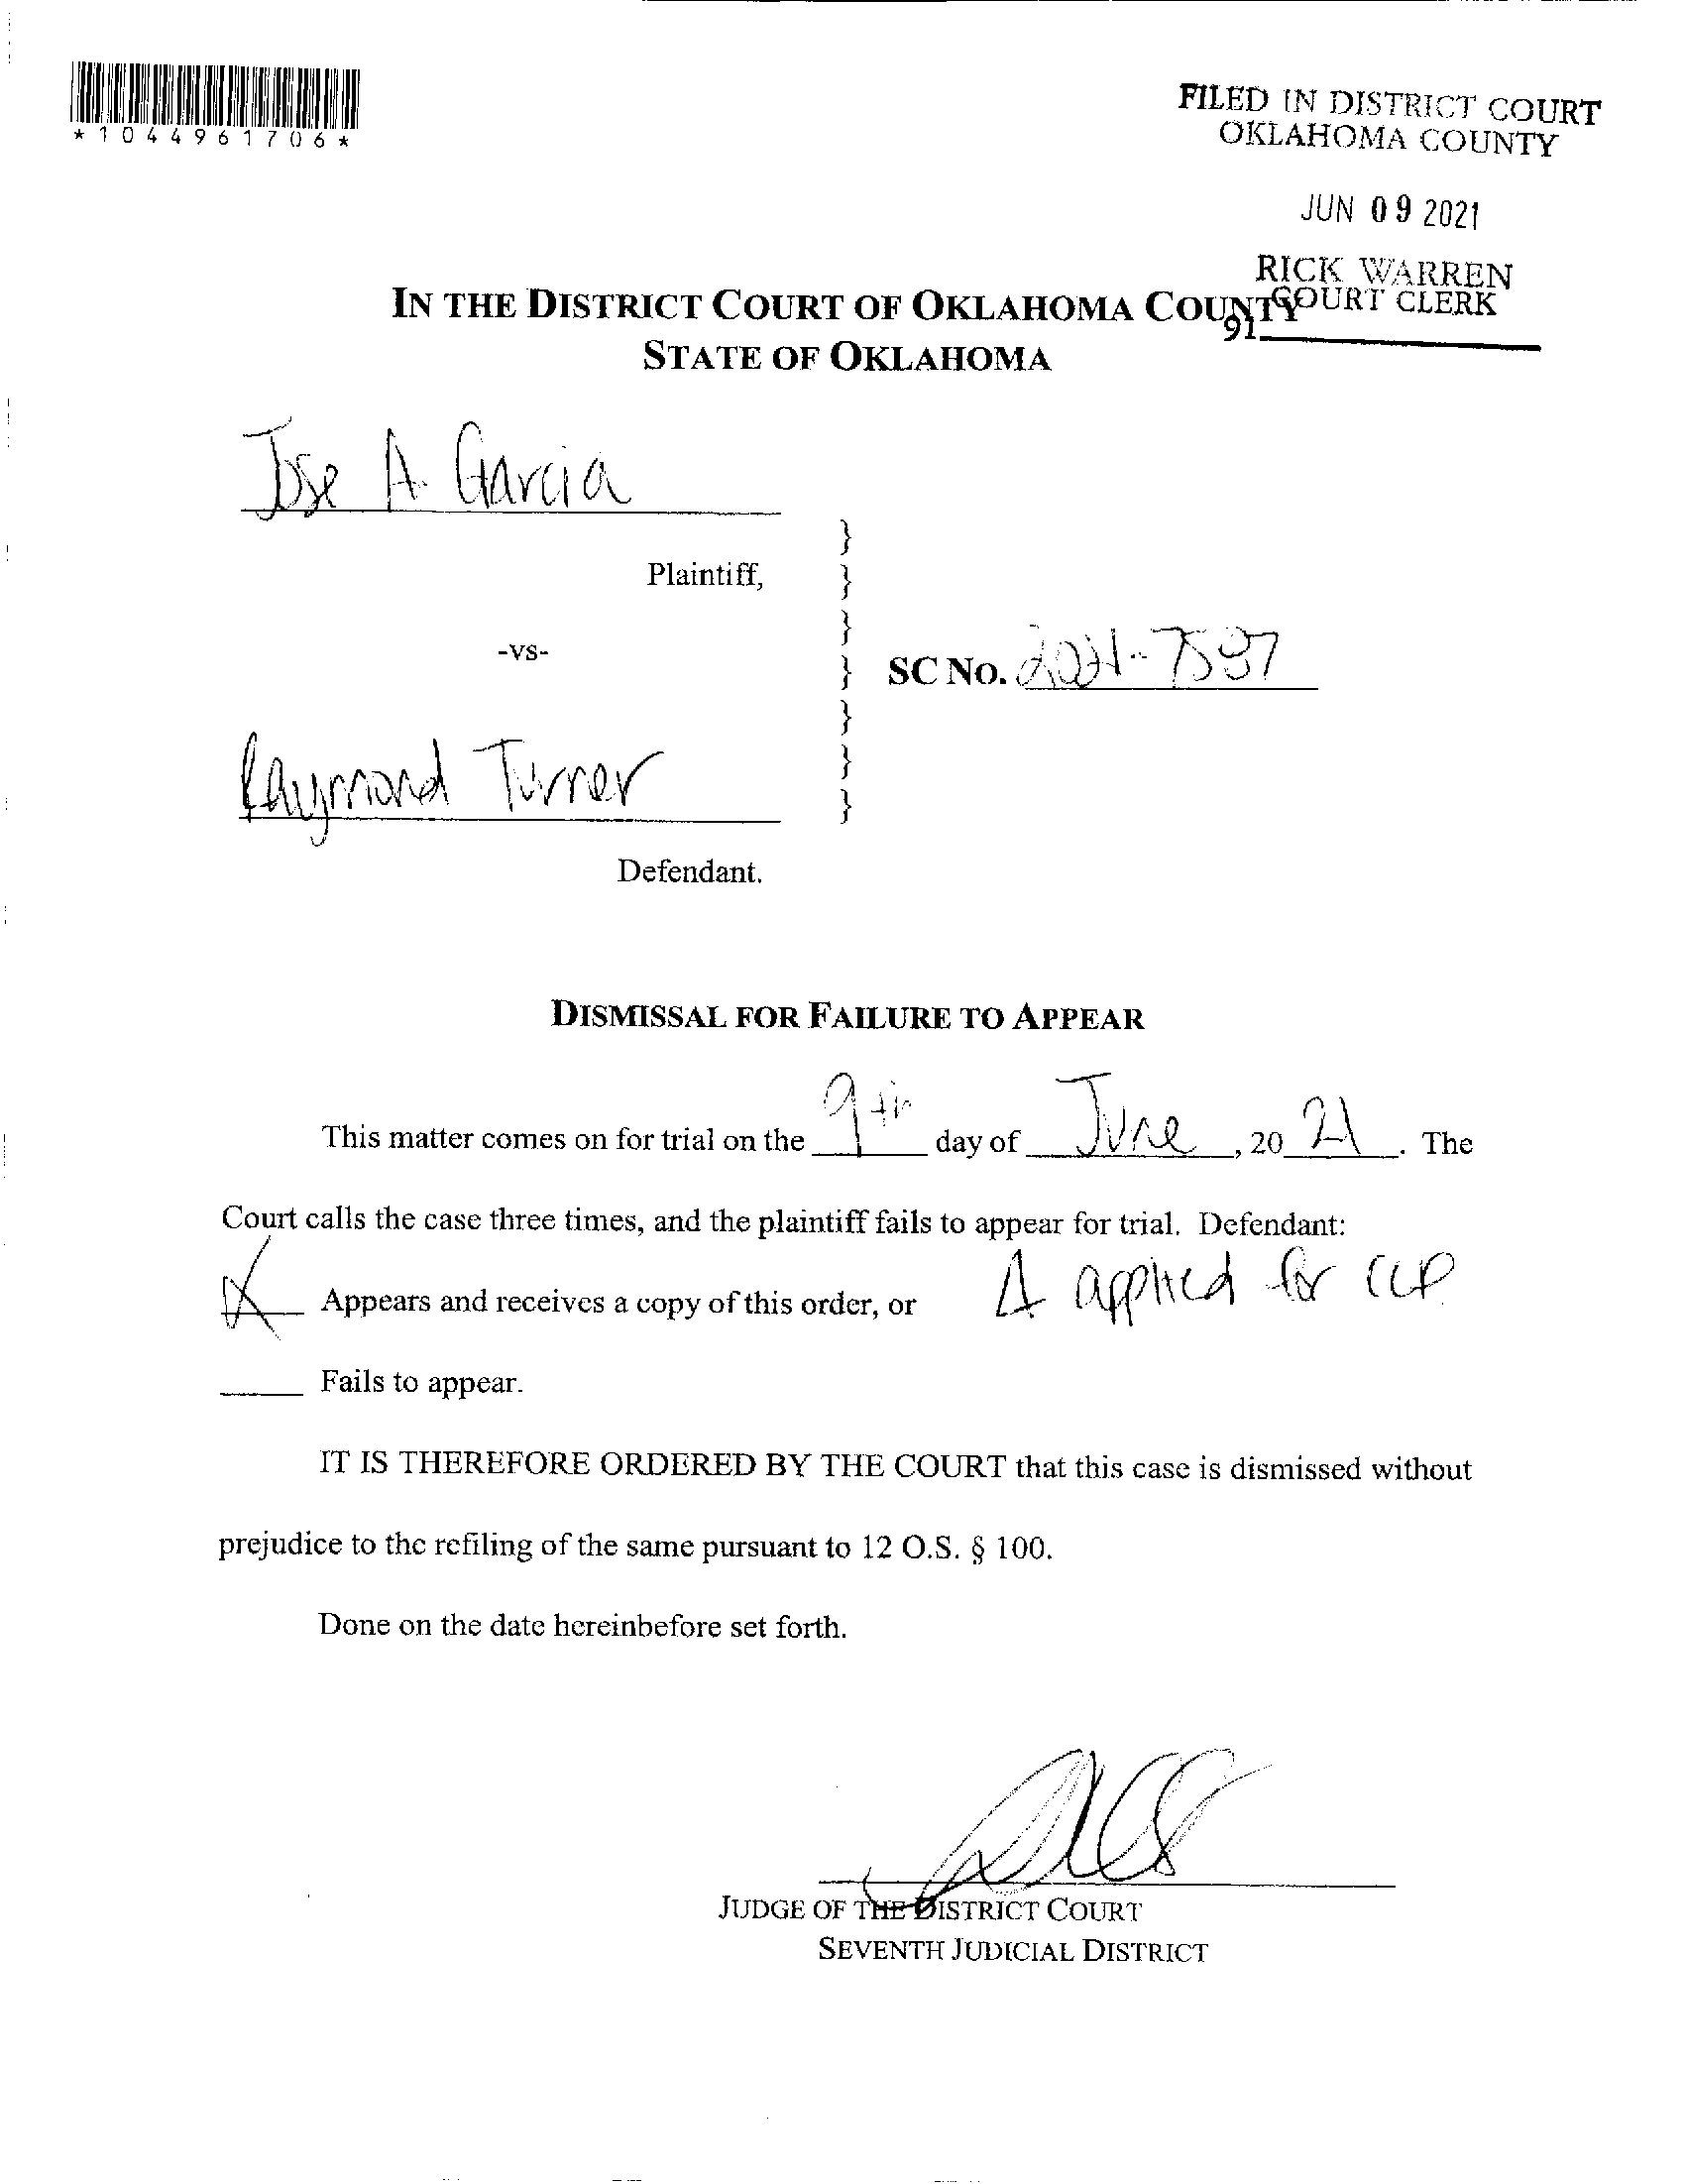 *1044961706*
FILED IN DISTRICT COURT
OKLAHOMA COUNTY
JUN 09 2021
RICK WARREN
COURT CLERK
91
IN THE DISTRICT COURT OF OKLAHOMA COUNTY
STATE OF OKLAHOMA
Jose A Garcia
}
Plaintiff, }
}
-vs- } SC NO. 2021-7587
}
Raymond Turner }
}
Defendant.
DISMISSAL FOR FAILURE TO APPEAR
This matter comes on for trial on the 9th day of June, 20 21. The
Court calls the case three times, and the plaintiff fails to appear for trial. Defendant:
X Appears and receives a copy of this order, or Δ applied for
Fails to appear.
IT IS THEREFORE ORDERED BY THE COURT that this case is dismissed without
prejudice to the refiling of the same pursuant to 12 O.S. § 100.
Done on the date hereinbefore set forth.
JUDGE OF THE DISTRICT COURT
SEVENTH JUDICIAL DISTRICT